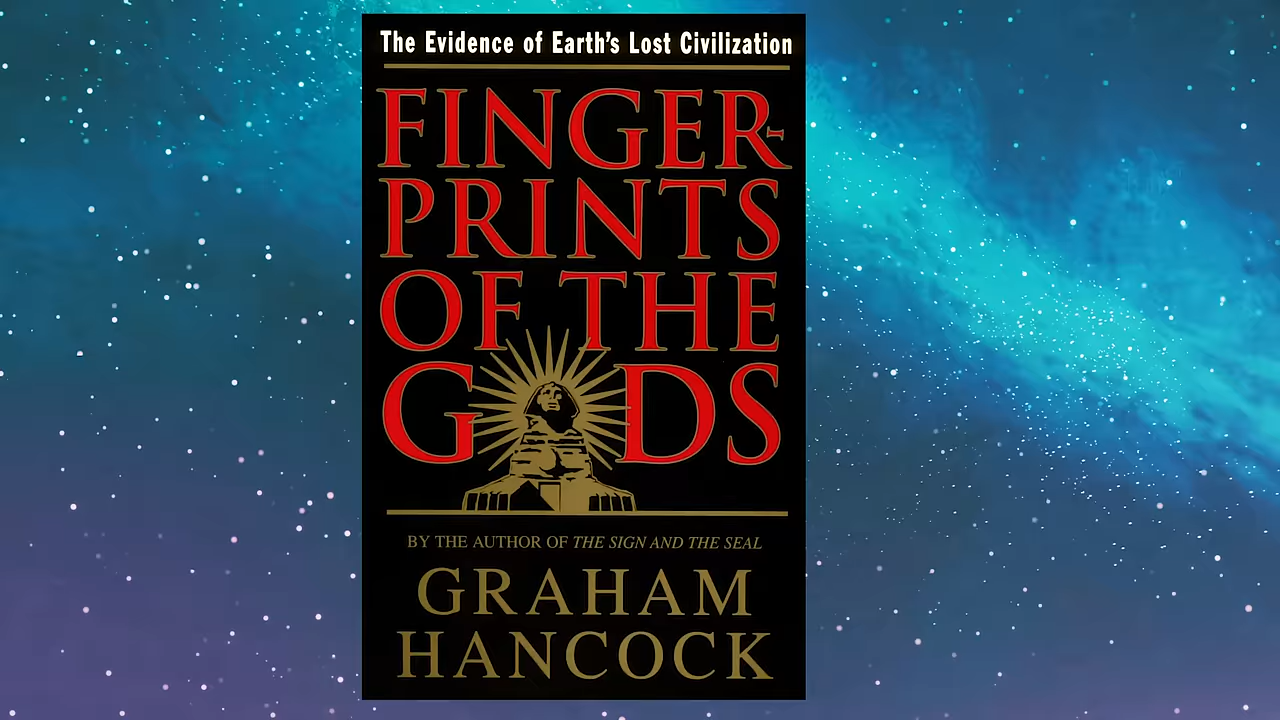 The Evidence of Earth's Lost Civilization
FINGER-
PRINTS
OF THE
GODS
BY THE AUTHOR OF THE SIGN AND THE SEAL
GRAHAM
HANCOCK